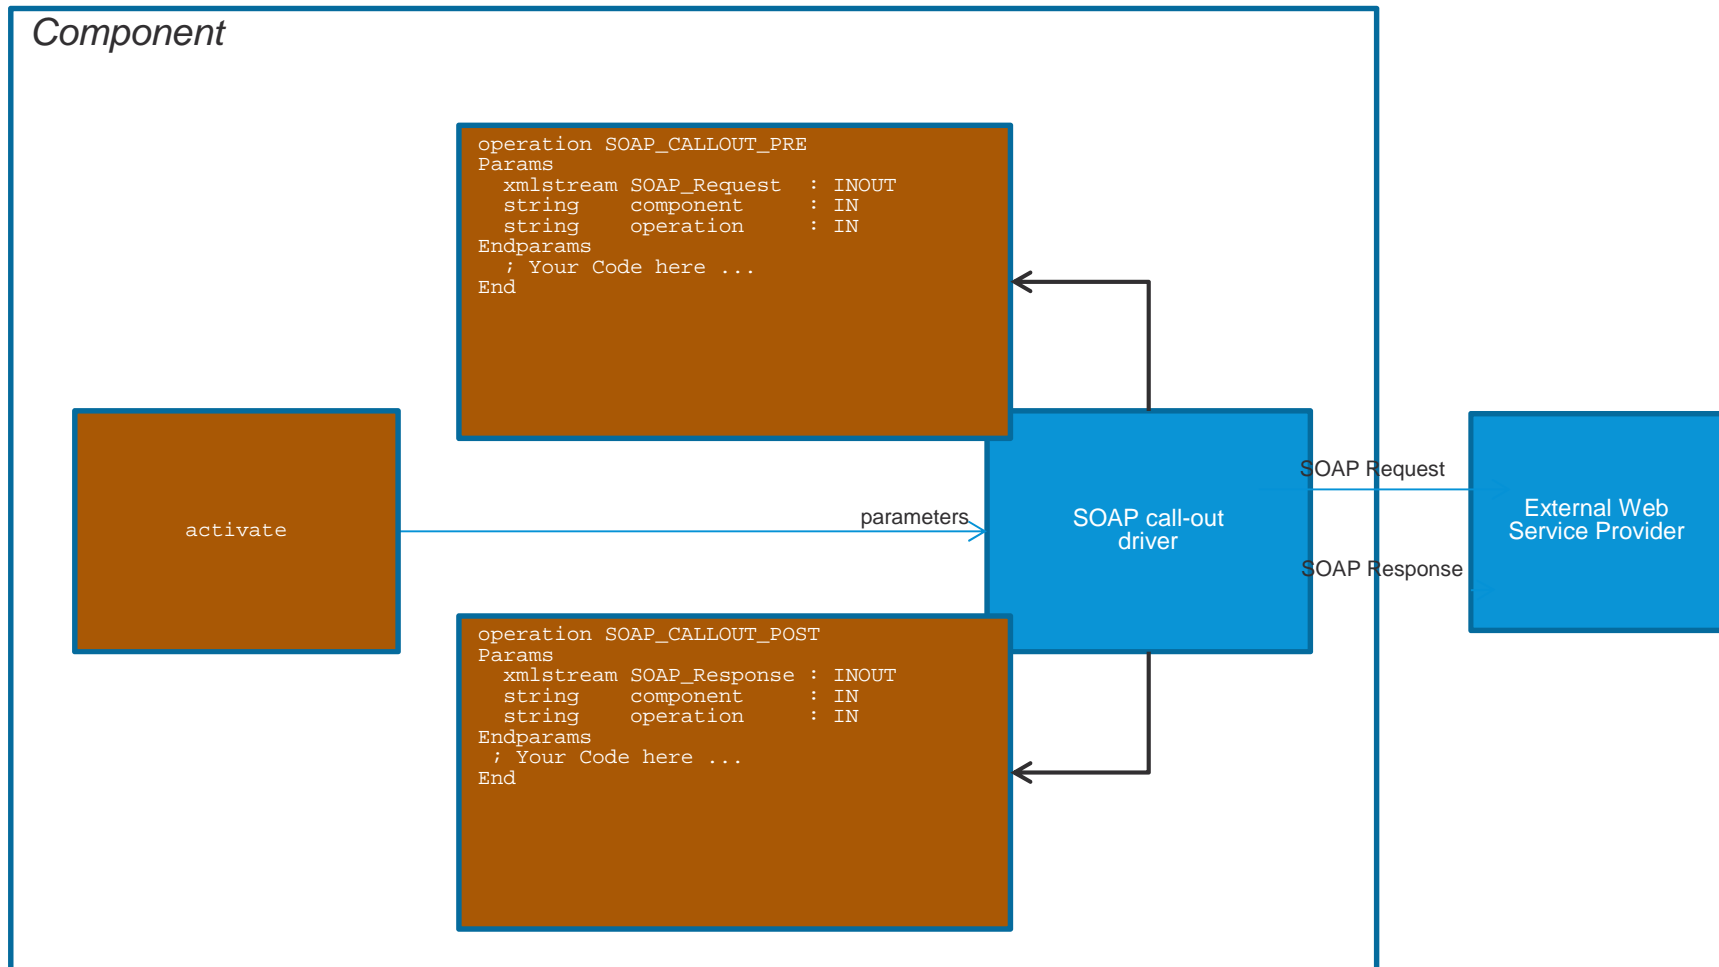 Component
operation SOAP_CALLOUT_PRE
Params
  xmlstream SOAP_Request  : INOUT
  string    component     : IN
  string    operation     : IN
Endparams
  ; Your Code here ...
End
activate
parameters
SOAP call-out
driver
SOAP Request
SOAP Response
External Web
Service Provider
operation SOAP_CALLOUT_POST
Params
  xmlstream SOAP_Response : INOUT
  string    component     : IN
  string    operation     : IN
Endparams
 ; Your Code here ...
End